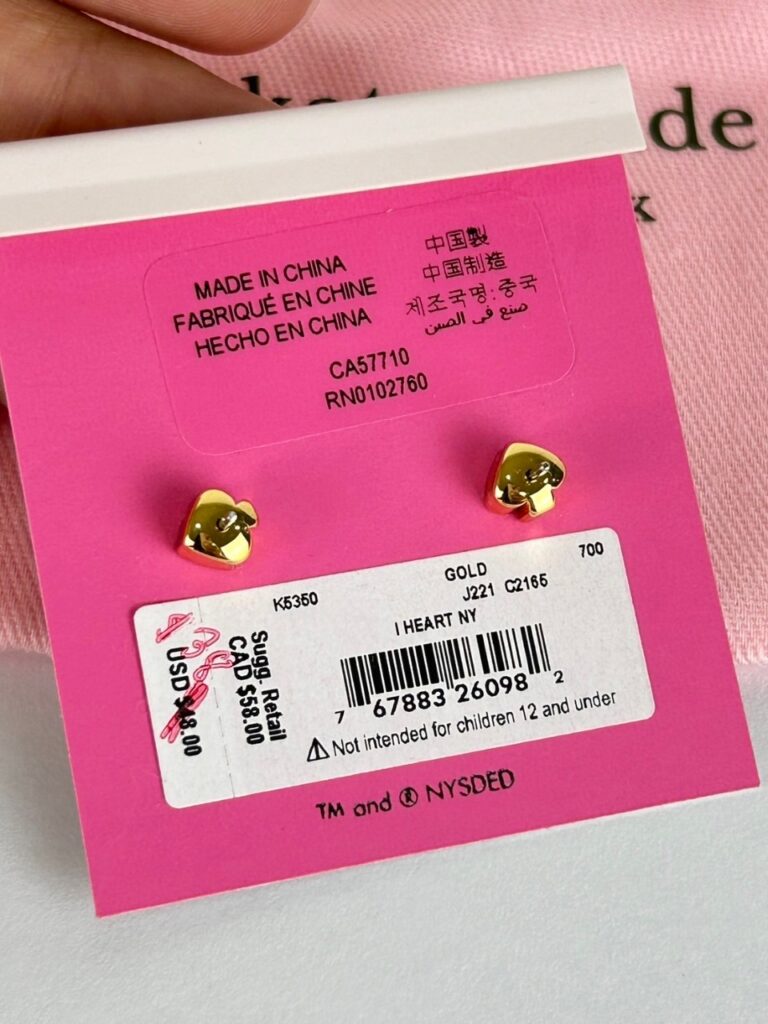 de
k
MADE IN CHINA
FABRIQUÉ EN CHINE
HECHO EN CHINA
中国製
中国制造
제조국명:중국
صنع في الصين
CA57710
RN0102760
K5350
GOLD
700
J221 C2165
I HEART NY
7 67883 26098 2
⚠ Not intended for children 12 and under
Sugg. Retail
CAD $58.00
USD $48.00
TM and ® NYSDED